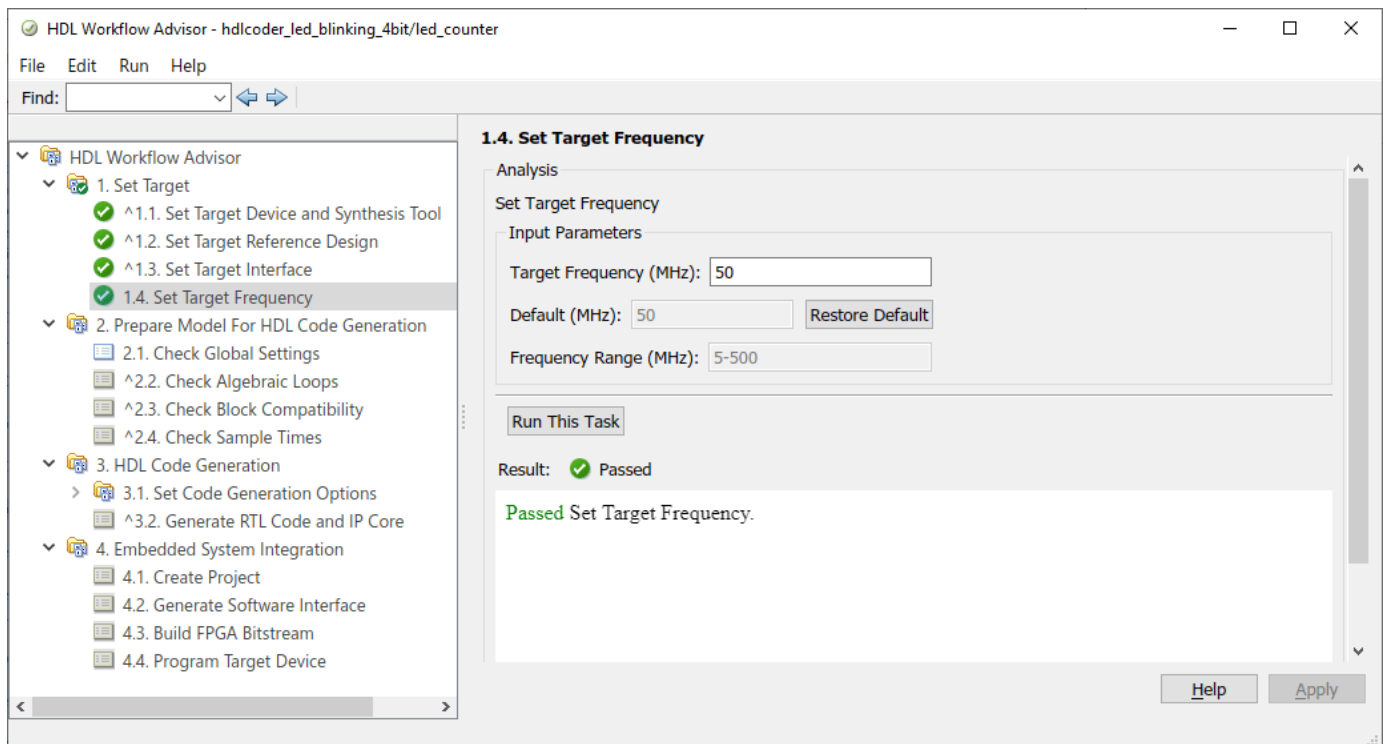 HDL Workflow Advisor - hdlcoder_led_blinking_4bit/led_counter
File Edit Run Help
Find:
HDL Workflow Advisor
1. Set Target
^1.1. Set Target Device and Synthesis Tool
^1.2. Set Target Reference Design
^1.3. Set Target Interface
1.4. Set Target Frequency
2. Prepare Model For HDL Code Generation
2.1. Check Global Settings
^2.2. Check Algebraic Loops
^2.3. Check Block Compatibility
^2.4. Check Sample Times
3. HDL Code Generation
3.1. Set Code Generation Options
^3.2. Generate RTL Code and IP Core
4. Embedded System Integration
4.1. Create Project
4.2. Generate Software Interface
4.3. Build FPGA Bitstream
4.4. Program Target Device
1.4. Set Target Frequency
Analysis
Set Target Frequency
Input Parameters
Target Frequency (MHz): 50
Default (MHz): 50 Restore Default
Frequency Range (MHz): 5-500
Run This Task
Result: Passed
Passed Set Target Frequency.
Help Apply